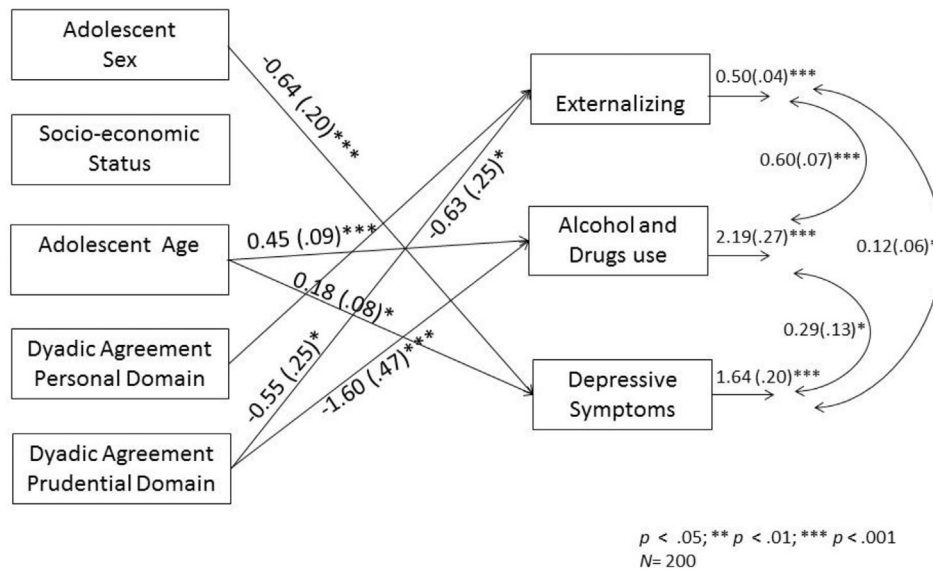 Adolescent
Sex
Socio-economic
Status
Adolescent Age
Dyadic Agreement
Personal Domain
Dyadic Agreement
Prudential Domain
-0.64 (.20)***
-0.63 (.25)*
0.45 (.09)***
0.18 (.08)*
-0.55 (.25)*
-1.60 (.47)***
Externalizing
Alcohol and
Drugs use
Depressive
Symptoms
0.50(.04)***
0.60(.07)***
2.19(.27)***
0.12(.06)*
0.29(.13)*
1.64 (.20)***
p < .05; ** p < .01; *** p < .001
N= 200